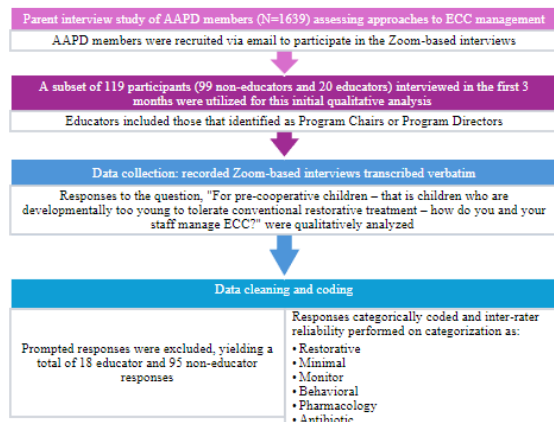 Parent interview study of AAPD members (N=1639) assessing approaches to ECC management
AAPD members were recruited via email to participate in the Zoom-based interviews
A subset of 119 participants (99 non-educators and 20 educators) interviewed in the first 3
months were utilized for this initial qualitative analysis
Educators included those that identified as Program Chairs or Program Directors
Data collection: recorded Zoom-based interviews transcribed verbatim
Responses to the question, "For pre-cooperative children – that is children who are
developmentally too young to tolerate conventional restorative treatment – how do you and your
staff manage ECC?" were qualitatively analyzed
Data cleaning and coding
Prompted responses were excluded, yielding a
total of 18 educator and 95 non-educator
responses
Responses categorically coded and inter-rater
reliability performed on categorization as:
• Restorative
• Minimal
• Monitor
• Behavioral
• Pharmacology
• Antibiotic